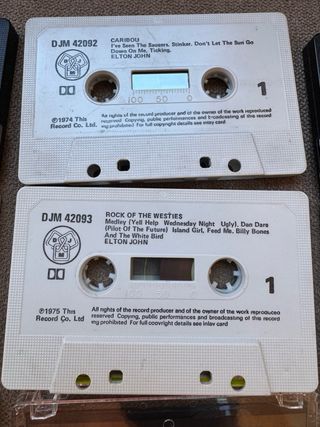 DJM 42092
CARIBOU
I've Seen The Saucers, Stinker, Don't Let The Sun Go
Down On Me, Ticking.
ELTON JOHN
1
100 50 0
℗1974 This
Record Co. Ltd.
All rights of the record producer and of the owner of the work reproduced
reserved Copying, public performances and broadcasting of this record
ing prohibited For full copyright details see inlay card
DJM 42093
ROCK OF THE WESTIES
Medley (Yell Help Wednesday Night Ugly), Dan Dare
(Pilot Of The Future) Island Girl, Feed Me, Billy Bones
And The White Bird
ELTON JOHN
1
℗1975 This
Record Co. Ltd
All rights of record producer and of the owner of the work reproduced
reserved Copying, public performances and broadcasting of this record
ing prohibited For full copyright details see inlay card